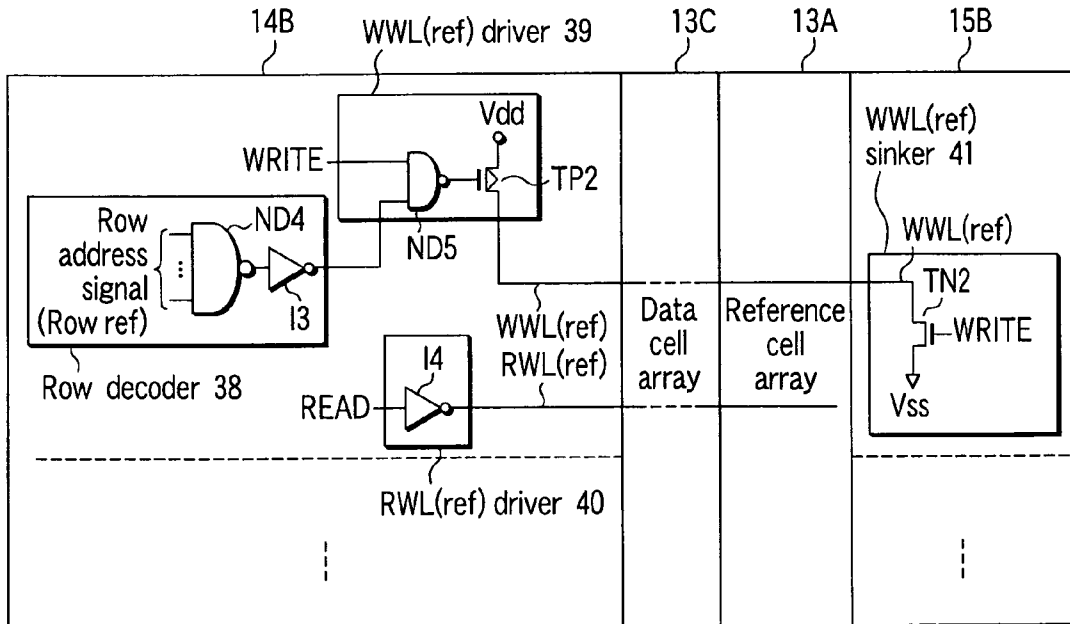 14B
WWL(ref) driver 39
13C
13A
15B
Vdd
WRITE
TP2
ND5
WWL(ref)
sinker 41
WWL(ref)
Row
address
signal
(Row ref)
ND4
I3
TN2
WRITE
Vss
WWL(ref)
RWL(ref)
Data
cell
array
Reference
cell
array
Row decoder 38
I4
READ
RWL(ref) driver 40